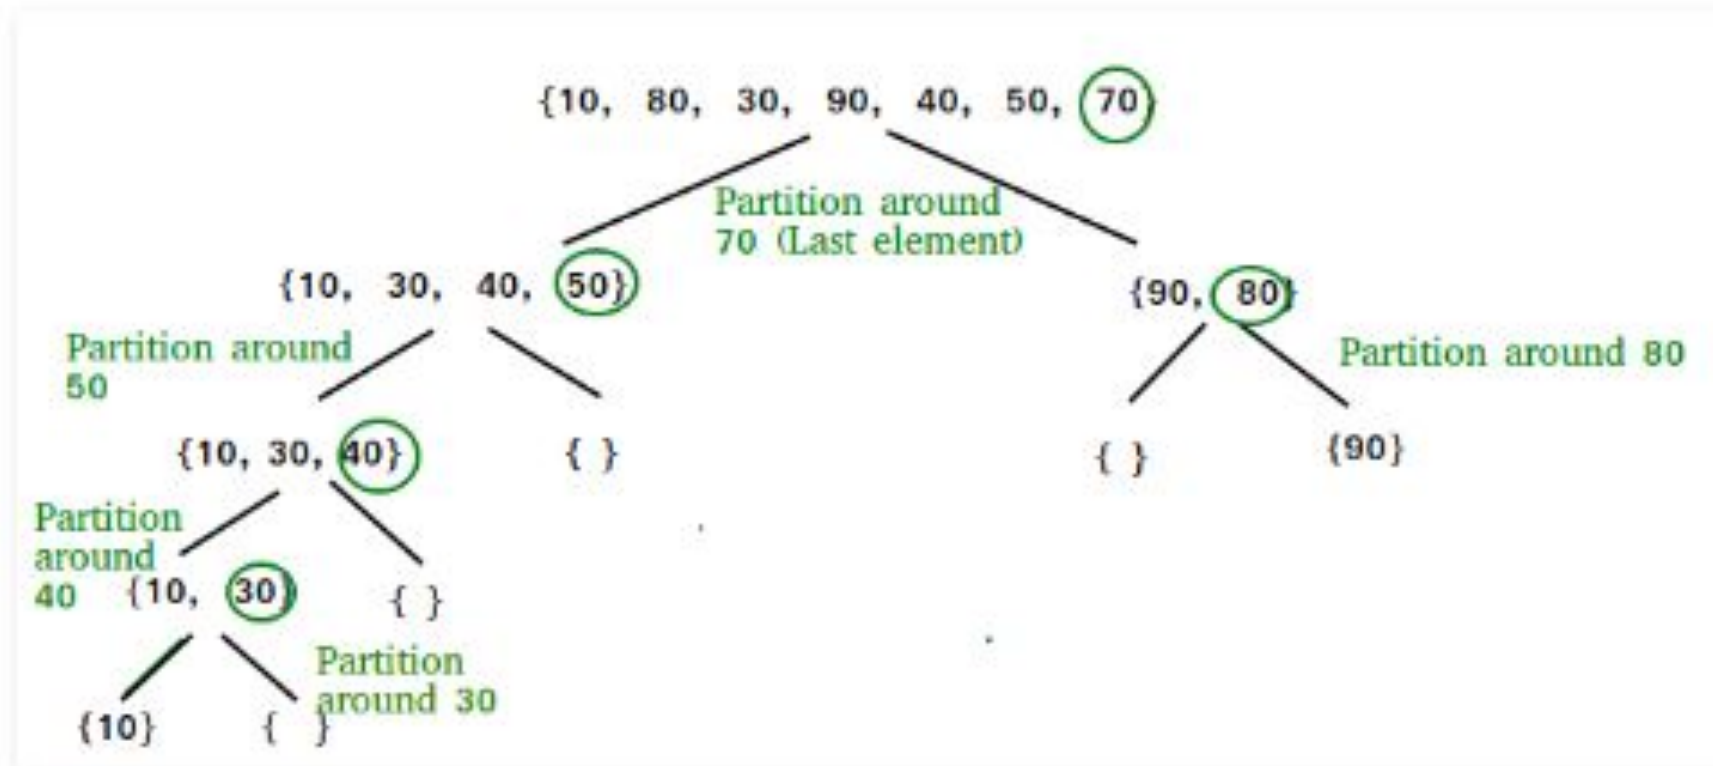 {10, 80, 30, 90, 40, 50, 70}
Partition around
70 (Last element)
{10, 30, 40, 50}
{90, 80}
Partition around
50
Partition around 80
{10, 30, 40}
{ }
{ }
{90}
Partition
around
40
{10, 30}
{ }
Partition
around 30
{10}
{ }